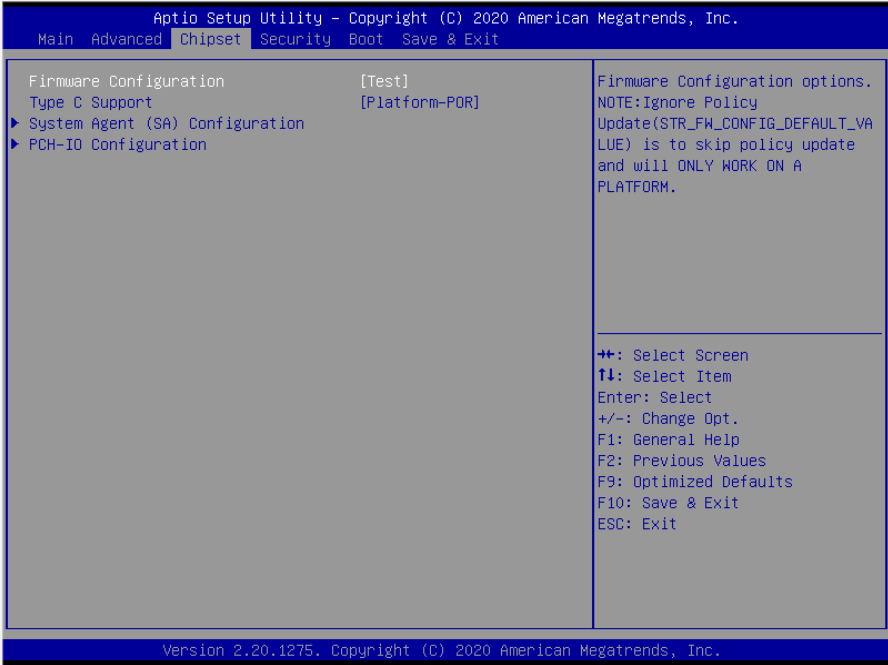 Aptio Setup Utility – Copyright (C) 2020 American Megatrends, Inc.
Main Advanced Chipset Security Boot Save & Exit
Firmware Configuration [Test]
Type C Support [Platform-POR]
▶ System Agent (SA) Configuration
▶ PCH-IO Configuration
Firmware Configuration options.
NOTE:Ignore Policy
Update(STR_FW_CONFIG_DEFAULT_VA
LUE) is to skip policy update
and will ONLY WORK ON A
PLATFORM.
→←: Select Screen
↑↓: Select Item
Enter: Select
+/-: Change Opt.
F1: General Help
F2: Previous Values
F9: Optimized Defaults
F10: Save & Exit
ESC: Exit
Version 2.20.1275. Copyright (C) 2020 American Megatrends, Inc.